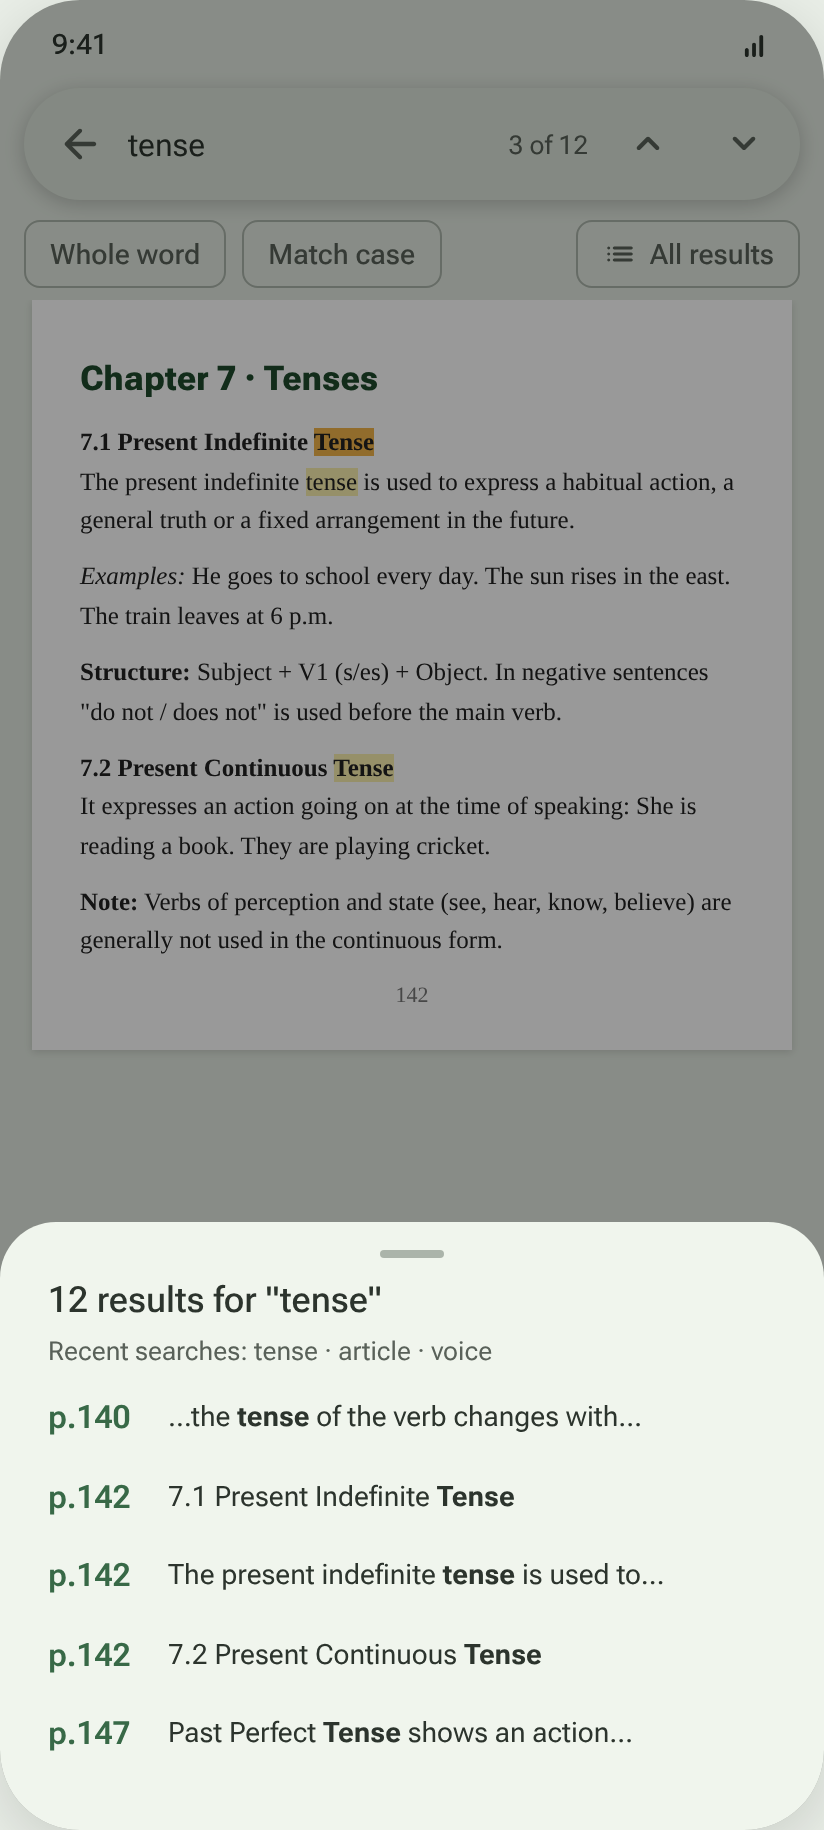 9:41
tense
3 of 12
Whole word
Match case
All results
Chapter 7 · Tenses
7.1 Present Indefinite Tense
The present indefinite tense is used to express a habitual action, a
general truth or a fixed arrangement in the future.
Examples: He goes to school every day. The sun rises in the east.
The train leaves at 6 p.m.
Structure: Subject + V1 (s/es) + Object. In negative sentences
"do not / does not" is used before the main verb.
7.2 Present Continuous Tense
It expresses an action going on at the time of speaking: She is
reading a book. They are playing cricket.
Note: Verbs of perception and state (see, hear, know, believe) are
generally not used in the continuous form.
142
12 results for "tense"
Recent searches: tense · article · voice
p.140 ...the tense of the verb changes with...
p.142 7.1 Present Indefinite Tense
p.142 The present indefinite tense is used to...
p.142 7.2 Present Continuous Tense
p.147 Past Perfect Tense shows an action...